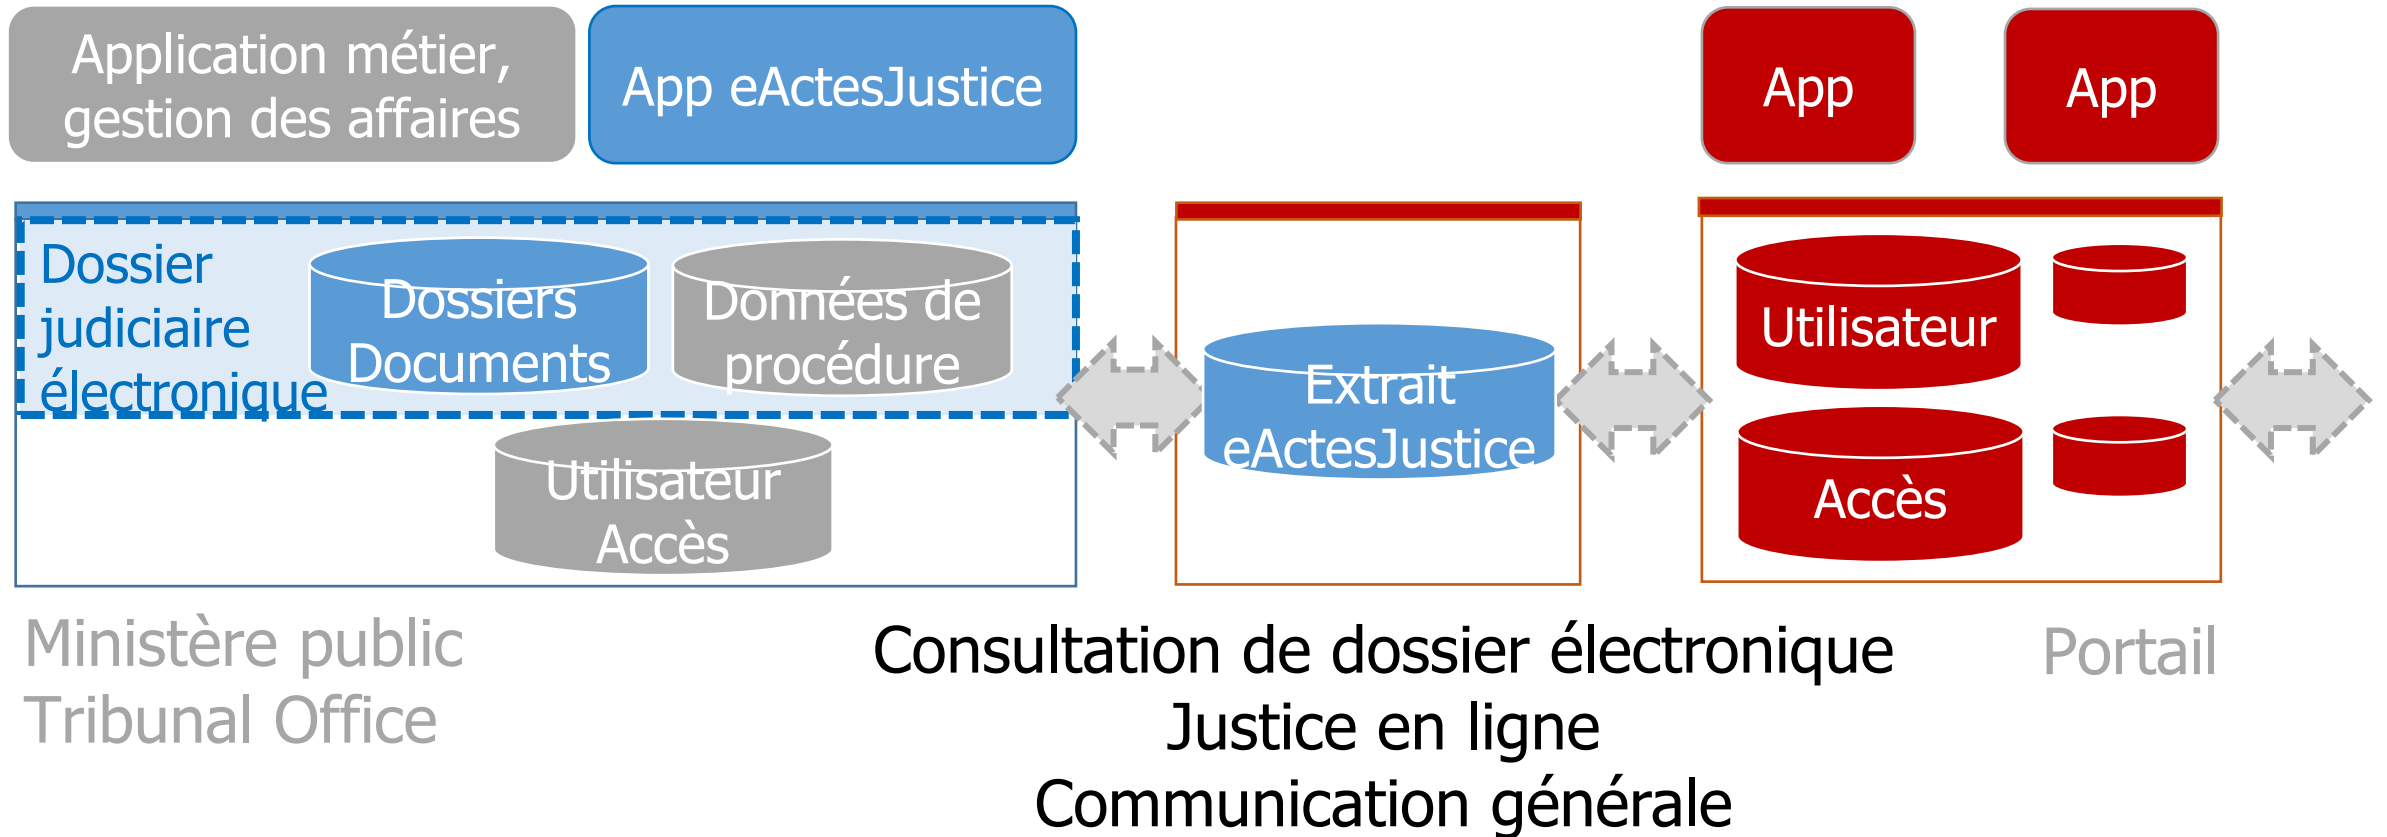 Application métier,
gestion des affaires
App eActesJustice
App
App
Dossier
judiciaire
électronique
Dossiers
Documents
Données de
procédure
Utilisateur
Accès
Extrait
eActesJustice
Utilisateur
Accès
Ministère public
Tribunal Office
Consultation de dossier électronique
Justice en ligne
Communication générale
Portail